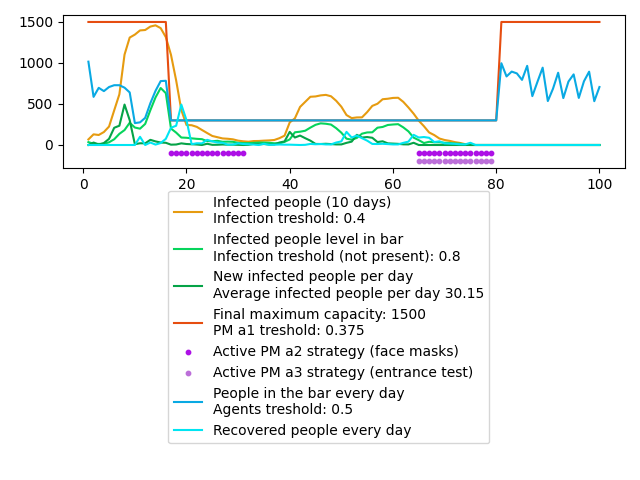 1500
1000
500
0
0 20 40 60 80 100
Infected people (10 days)
Infection treshold: 0.4
Infected people level in bar
Infection treshold (not present): 0.8
New infected people per day
Average infected people per day 30.15
Final maximum capacity: 1500
PM a1 treshold: 0.375
Active PM a2 strategy (face masks)
Active PM a3 strategy (entrance test)
People in the bar every day
Agents treshold: 0.5
Recovered people every day